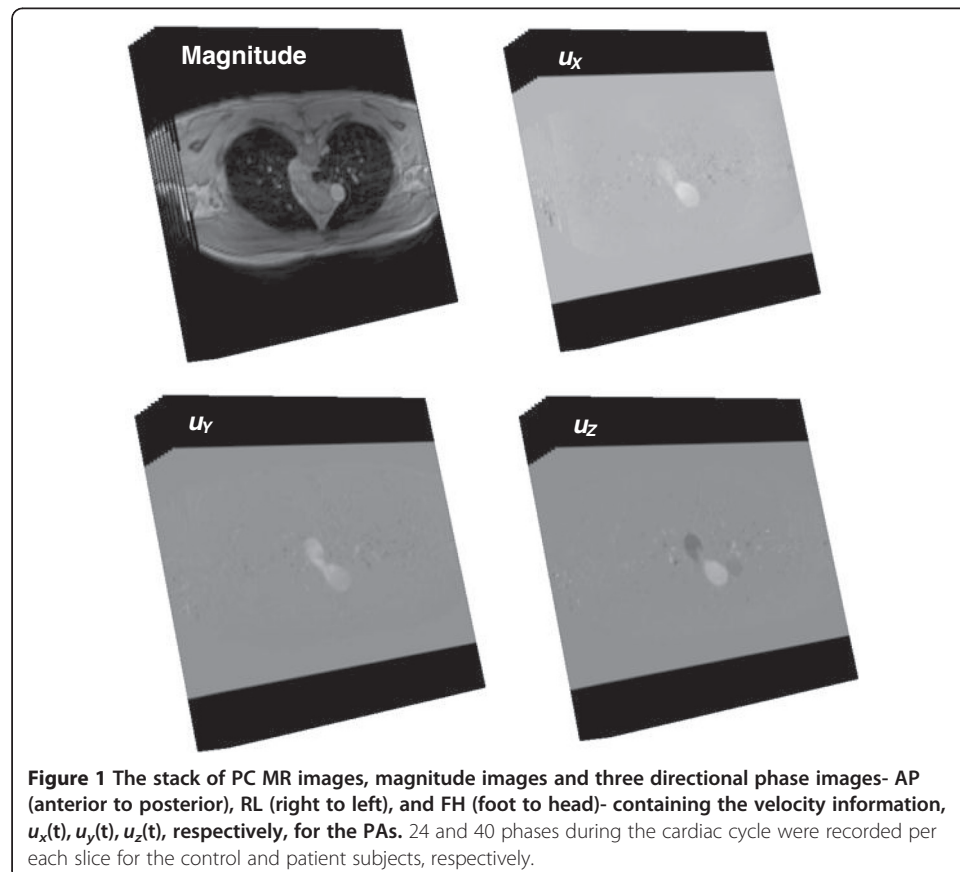 Magnitude
uX
uY
uZ
Figure 1 The stack of PC MR images, magnitude images and three directional phase images- AP
(anterior to posterior), RL (right to left), and FH (foot to head)- containing the velocity information,
ux(t), uy(t), uz(t), respectively, for the PAs. 24 and 40 phases during the cardiac cycle were recorded per
each slice for the control and patient subjects, respectively.